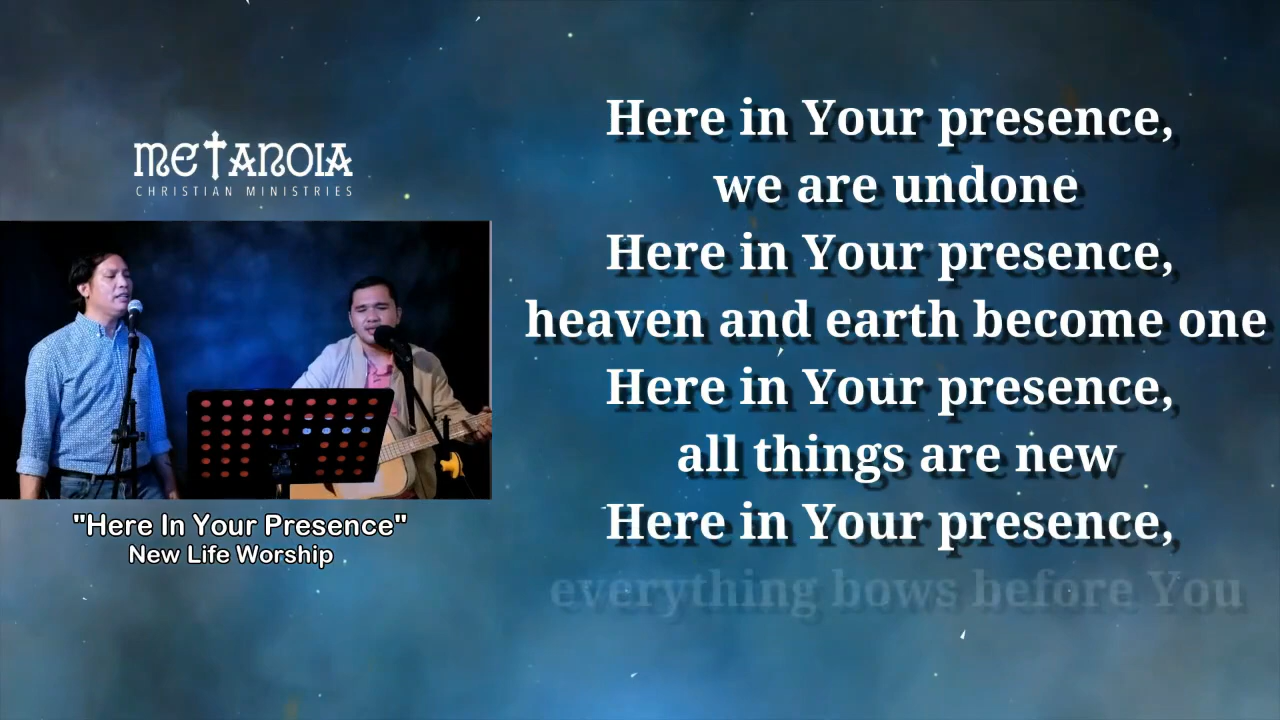 METANOIA
CHRISTIAN MINISTRIES
"Here In Your Presence"
New Life Worship
Here in Your presence,
we are undone
Here in Your presence,
heaven and earth become one
Here in Your presence,
all things are new
Here in Your presence,
everything bows before You